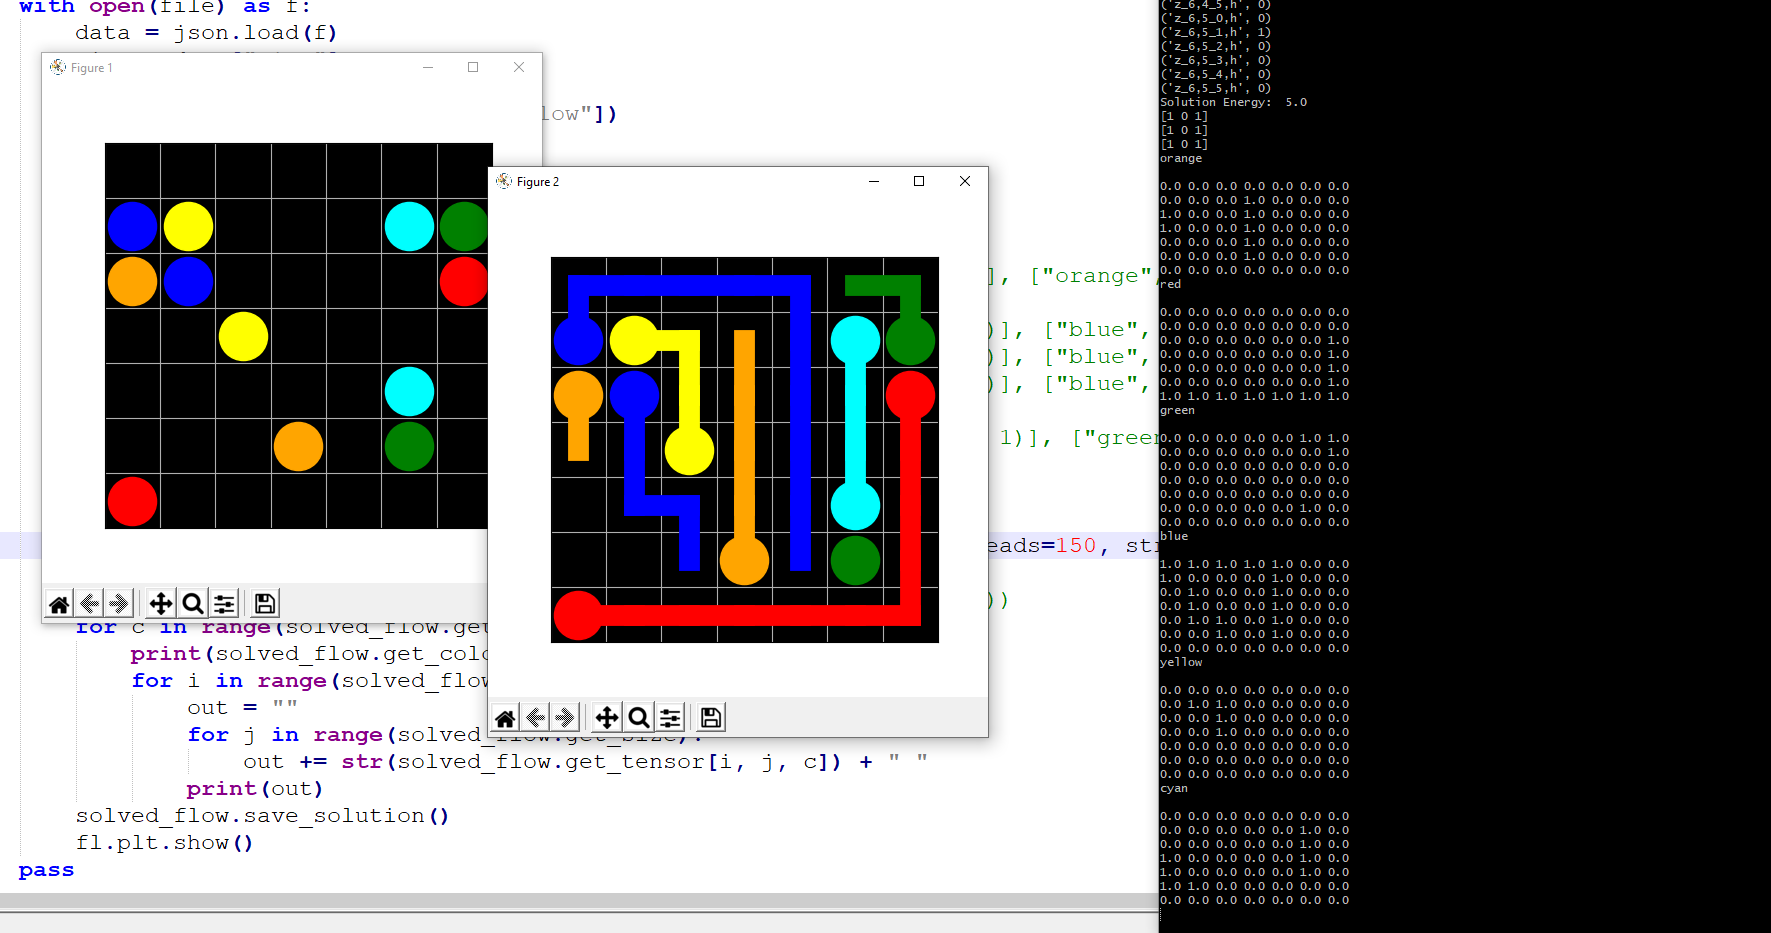 with open(file) as f:
data = json.load(f)
Figure 1
low"])
Figure 2
], ["orange",
)], ["blue",
)], ["blue",
)], ["blue",
1)], ["green
eads=150, str
))
for c in range(solved_flow.get
print(solved_flow.get_colo
for i in range(solved_flow
out = ""
for j in range(solved_flow.get_size):
out += str(solved_flow.get_tensor[i, j, c]) + " "
print(out)
solved_flow.save_solution()
fl.plt.show()
pass
('z_6,4_5,h', 0)
('z_6,5_0,h', 0)
('z_6,5_1,h', 1)
('z_6,5_2,h', 0)
('z_6,5_3,h', 0)
('z_6,5_4,h', 0)
('z_6,5_5,h', 0)
Solution Energy:  5.0
[1 0 1]
[1 0 1]
[1 0 1]
orange
0.0 0.0 0.0 0.0 0.0 0.0 0.0
0.0 0.0 0.0 1.0 0.0 0.0 0.0
1.0 0.0 0.0 1.0 0.0 0.0 0.0
1.0 0.0 0.0 1.0 0.0 0.0 0.0
0.0 0.0 0.0 1.0 0.0 0.0 0.0
0.0 0.0 0.0 1.0 0.0 0.0 0.0
0.0 0.0 0.0 0.0 0.0 0.0 0.0
red
0.0 0.0 0.0 0.0 0.0 0.0 0.0
0.0 0.0 0.0 0.0 0.0 0.0 0.0
0.0 0.0 0.0 0.0 0.0 0.0 1.0
0.0 0.0 0.0 0.0 0.0 0.0 1.0
0.0 0.0 0.0 0.0 0.0 0.0 1.0
0.0 0.0 0.0 0.0 0.0 0.0 1.0
1.0 1.0 1.0 1.0 1.0 1.0 1.0
green
0.0 0.0 0.0 0.0 0.0 1.0 1.0
0.0 0.0 0.0 0.0 0.0 0.0 1.0
0.0 0.0 0.0 0.0 0.0 0.0 0.0
0.0 0.0 0.0 0.0 0.0 0.0 0.0
0.0 0.0 0.0 0.0 0.0 0.0 0.0
0.0 0.0 0.0 0.0 0.0 1.0 0.0
0.0 0.0 0.0 0.0 0.0 0.0 0.0
blue
1.0 1.0 1.0 1.0 1.0 0.0 0.0
1.0 0.0 0.0 0.0 1.0 0.0 0.0
0.0 1.0 0.0 0.0 1.0 0.0 0.0
0.0 1.0 0.0 0.0 1.0 0.0 0.0
0.0 1.0 1.0 0.0 1.0 0.0 0.0
0.0 0.0 1.0 0.0 1.0 0.0 0.0
0.0 0.0 0.0 0.0 0.0 0.0 0.0
yellow
0.0 0.0 0.0 0.0 0.0 0.0 0.0
0.0 1.0 1.0 0.0 0.0 0.0 0.0
0.0 0.0 1.0 0.0 0.0 0.0 0.0
0.0 0.0 1.0 0.0 0.0 0.0 0.0
0.0 0.0 0.0 0.0 0.0 0.0 0.0
0.0 0.0 0.0 0.0 0.0 0.0 0.0
0.0 0.0 0.0 0.0 0.0 0.0 0.0
cyan
0.0 0.0 0.0 0.0 0.0 0.0 0.0
0.0 0.0 0.0 0.0 0.0 1.0 0.0
0.0 0.0 0.0 0.0 0.0 1.0 0.0
1.0 0.0 0.0 0.0 0.0 1.0 0.0
1.0 0.0 0.0 0.0 0.0 1.0 0.0
1.0 1.0 0.0 0.0 0.0 0.0 0.0
0.0 0.0 0.0 0.0 0.0 0.0 0.0